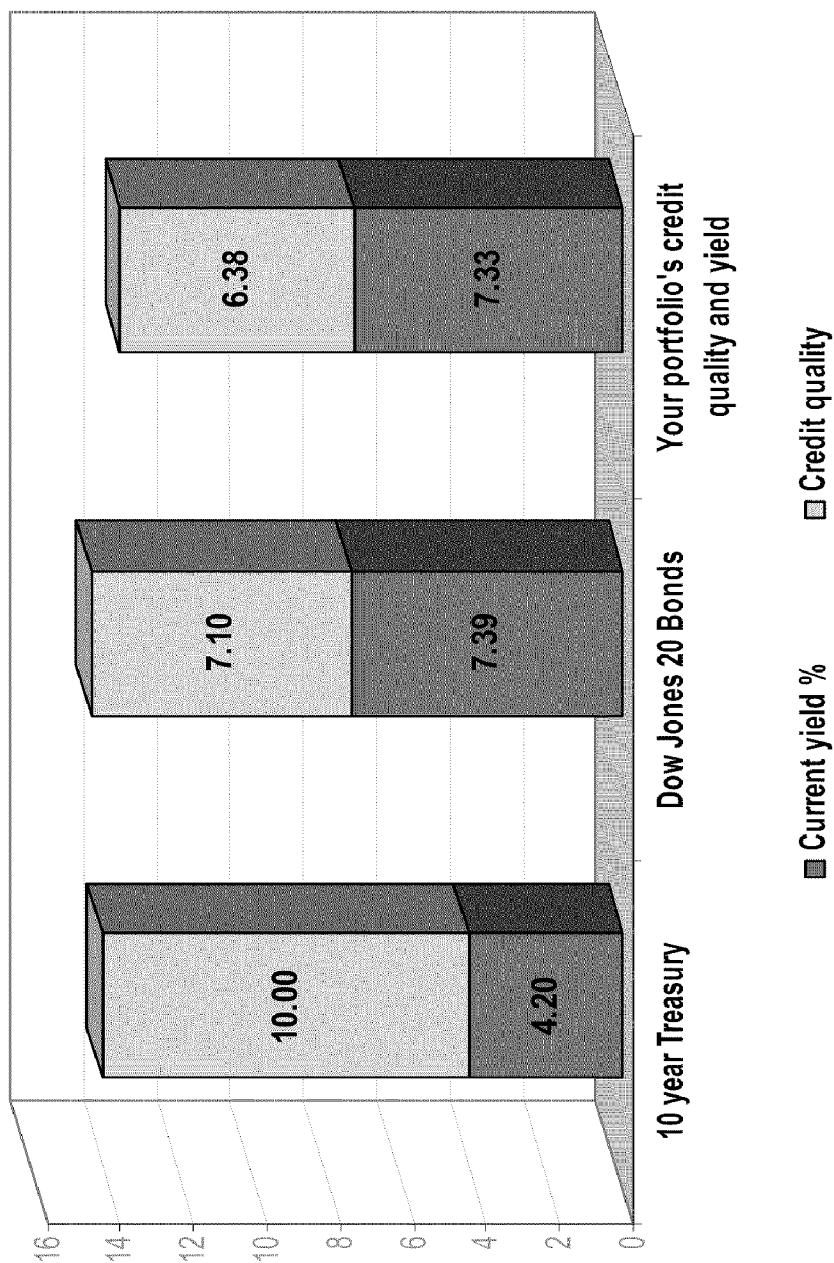 16
14
12
10
8
6
4
2
0
10.00
4.20
7.10
7.39
6.38
7.33
10 year Treasury
Dow Jones 20 Bonds
Your portfolio's credit
quality and yield
Current yield %
Credit quality